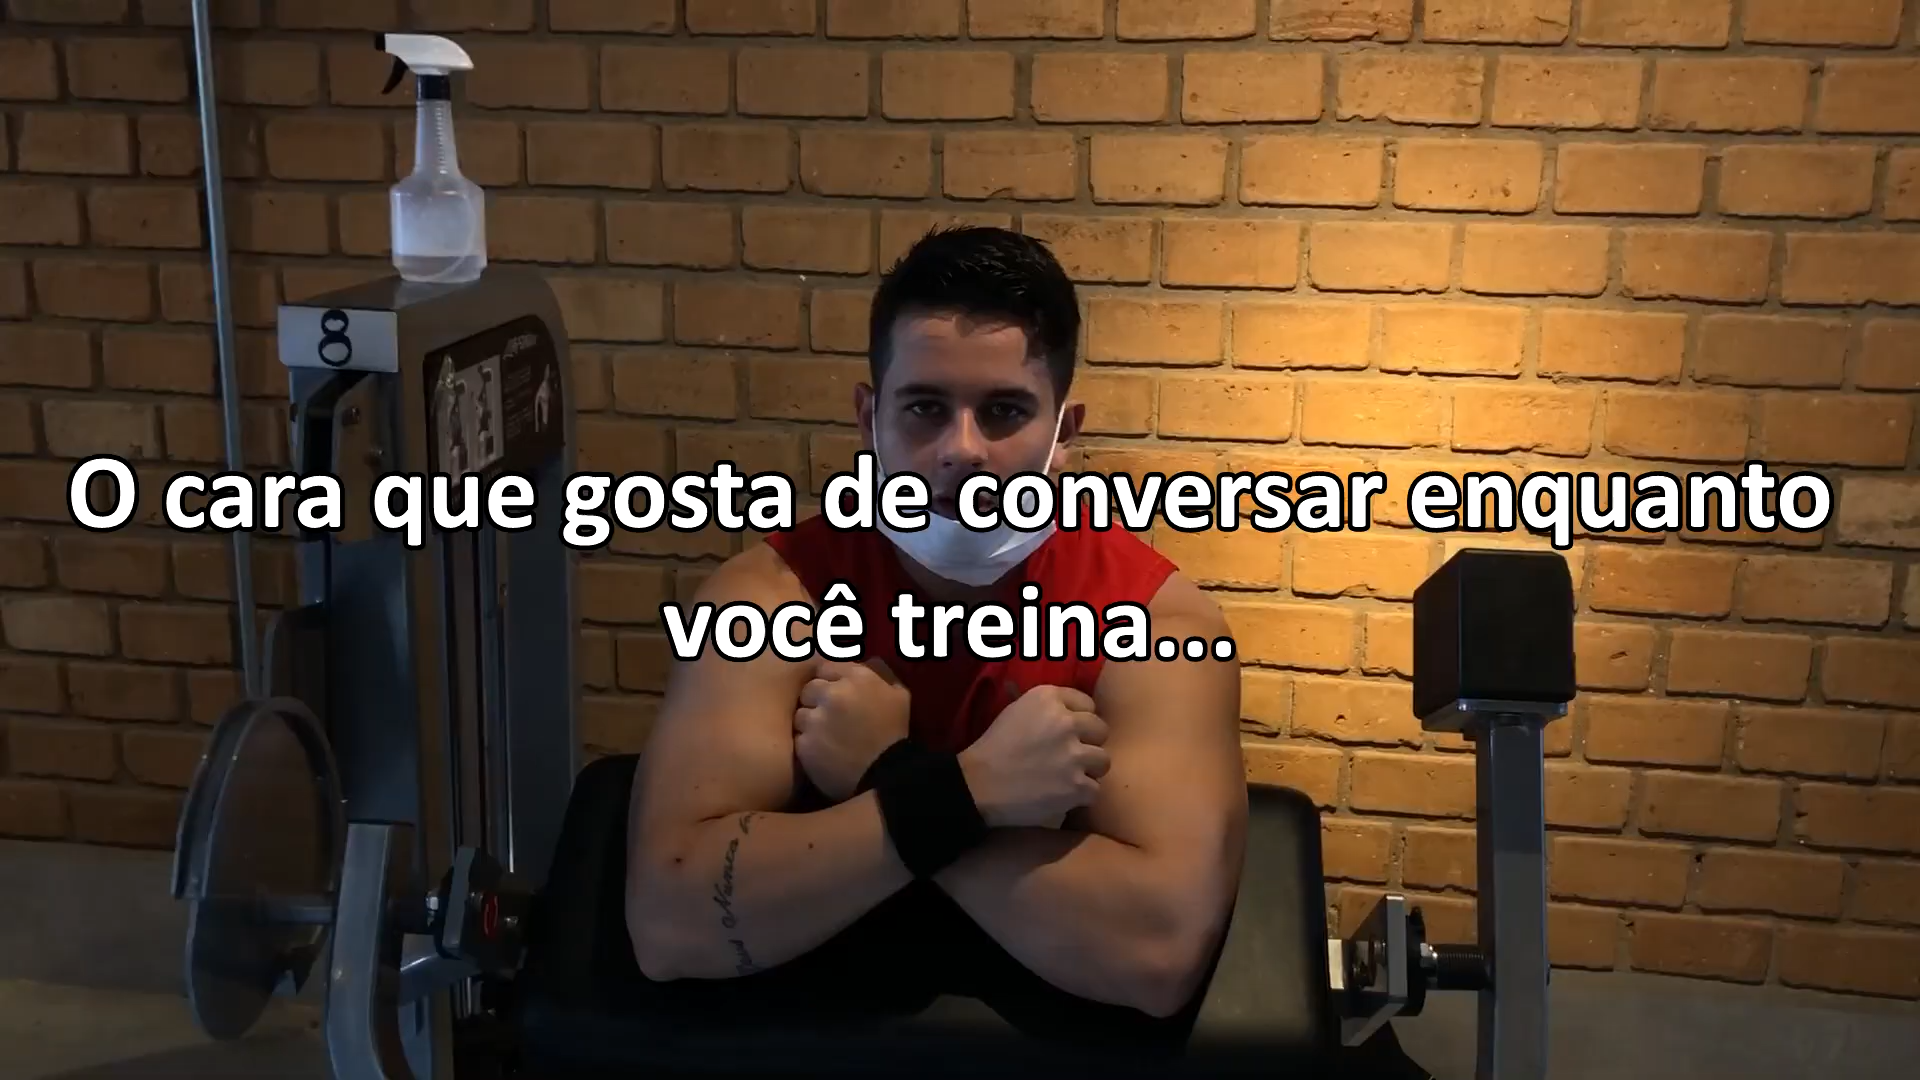 8
O cara que gosta de conversar enquanto
você treina...